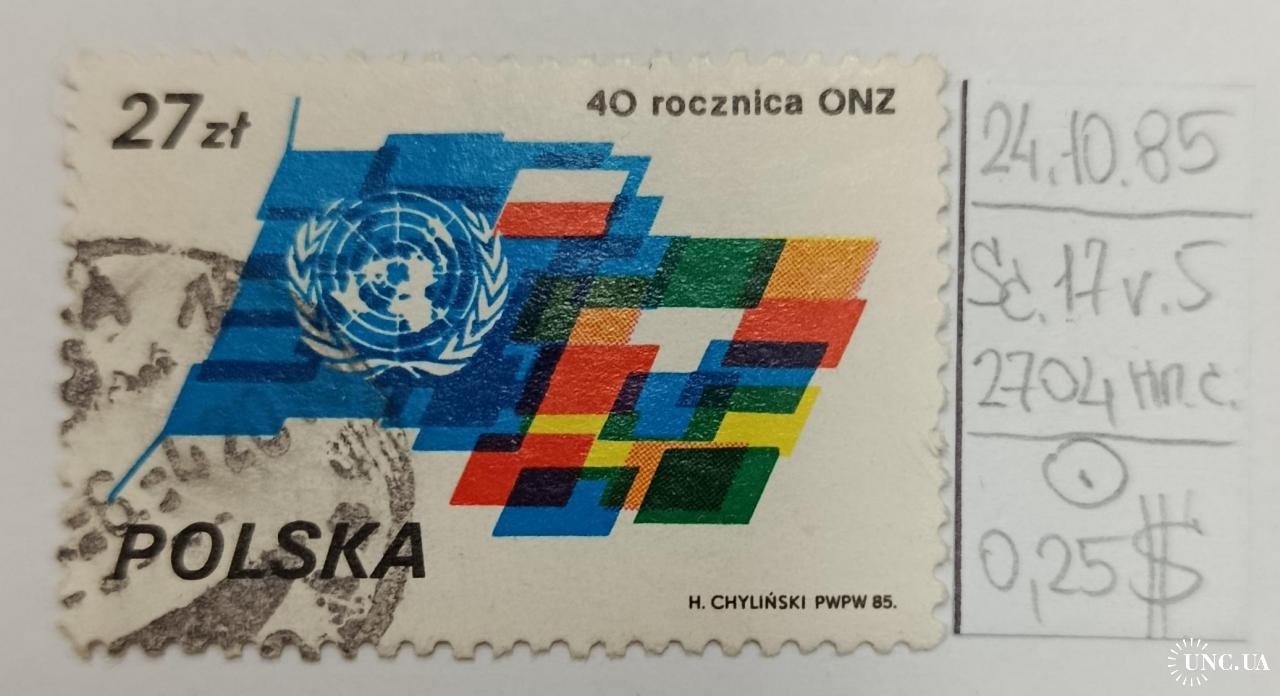 27 zł
40 rocznica ONZ
POLSKA
H. CHYLIŃSKI PWPW 85.
24.10.85
Sc. 17 v. 5
2704 нп.с.
0,25 $
UNC.UA